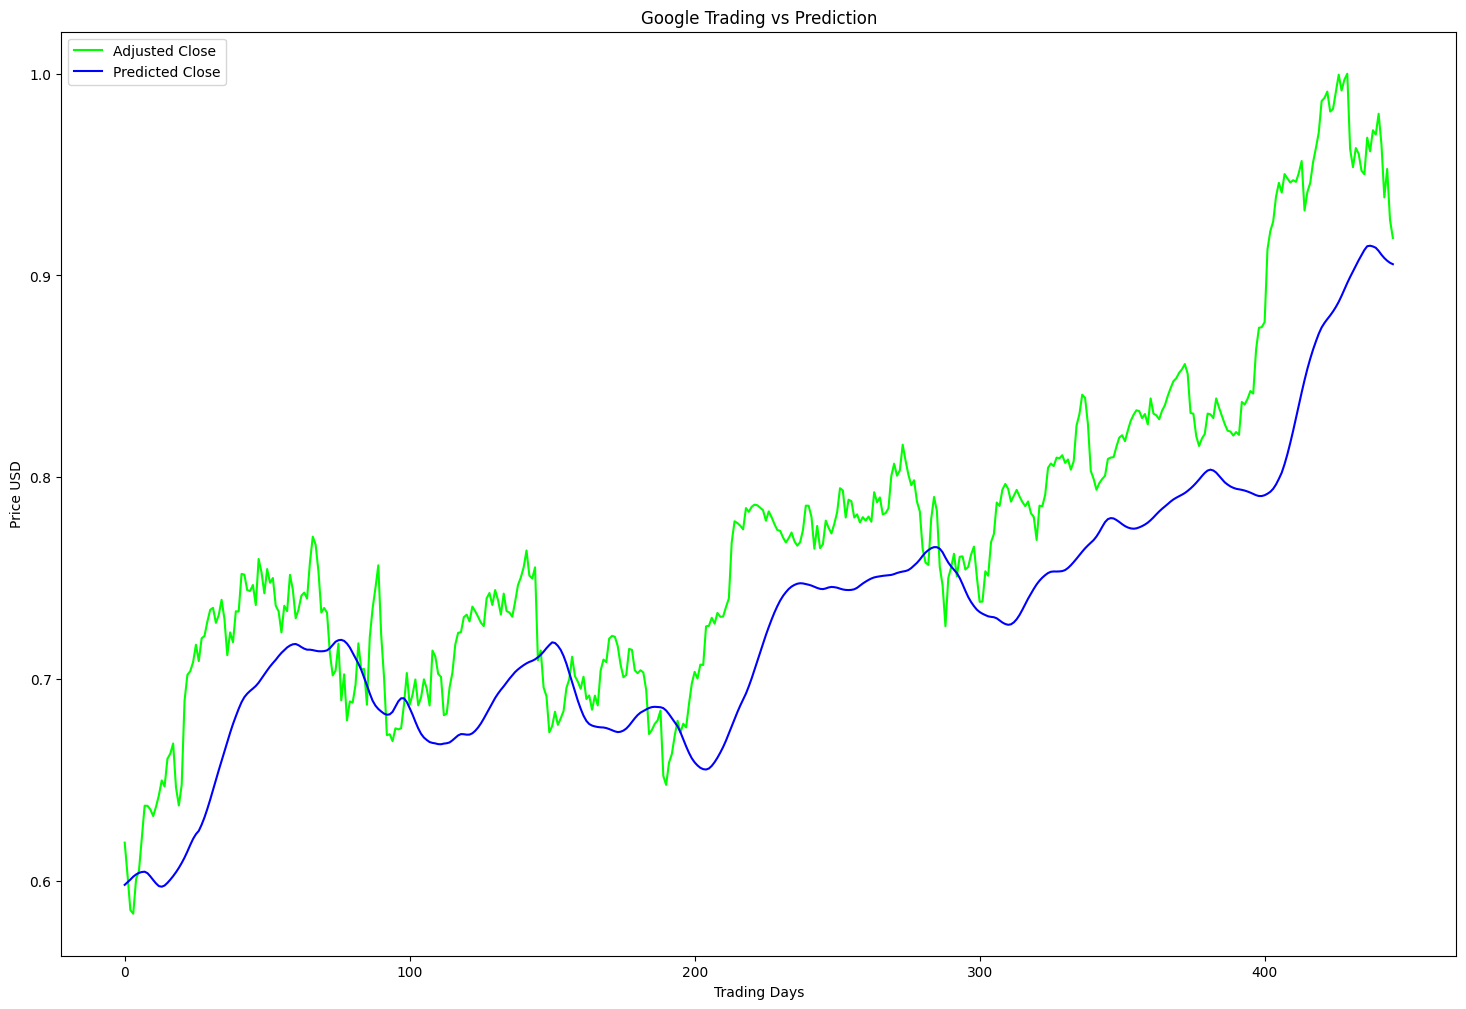 Google Trading vs Prediction
Adjusted Close
Predicted Close
1.0
0.9
0.8
0.7
0.6
Price USD
0 100 200 300 400
Trading Days